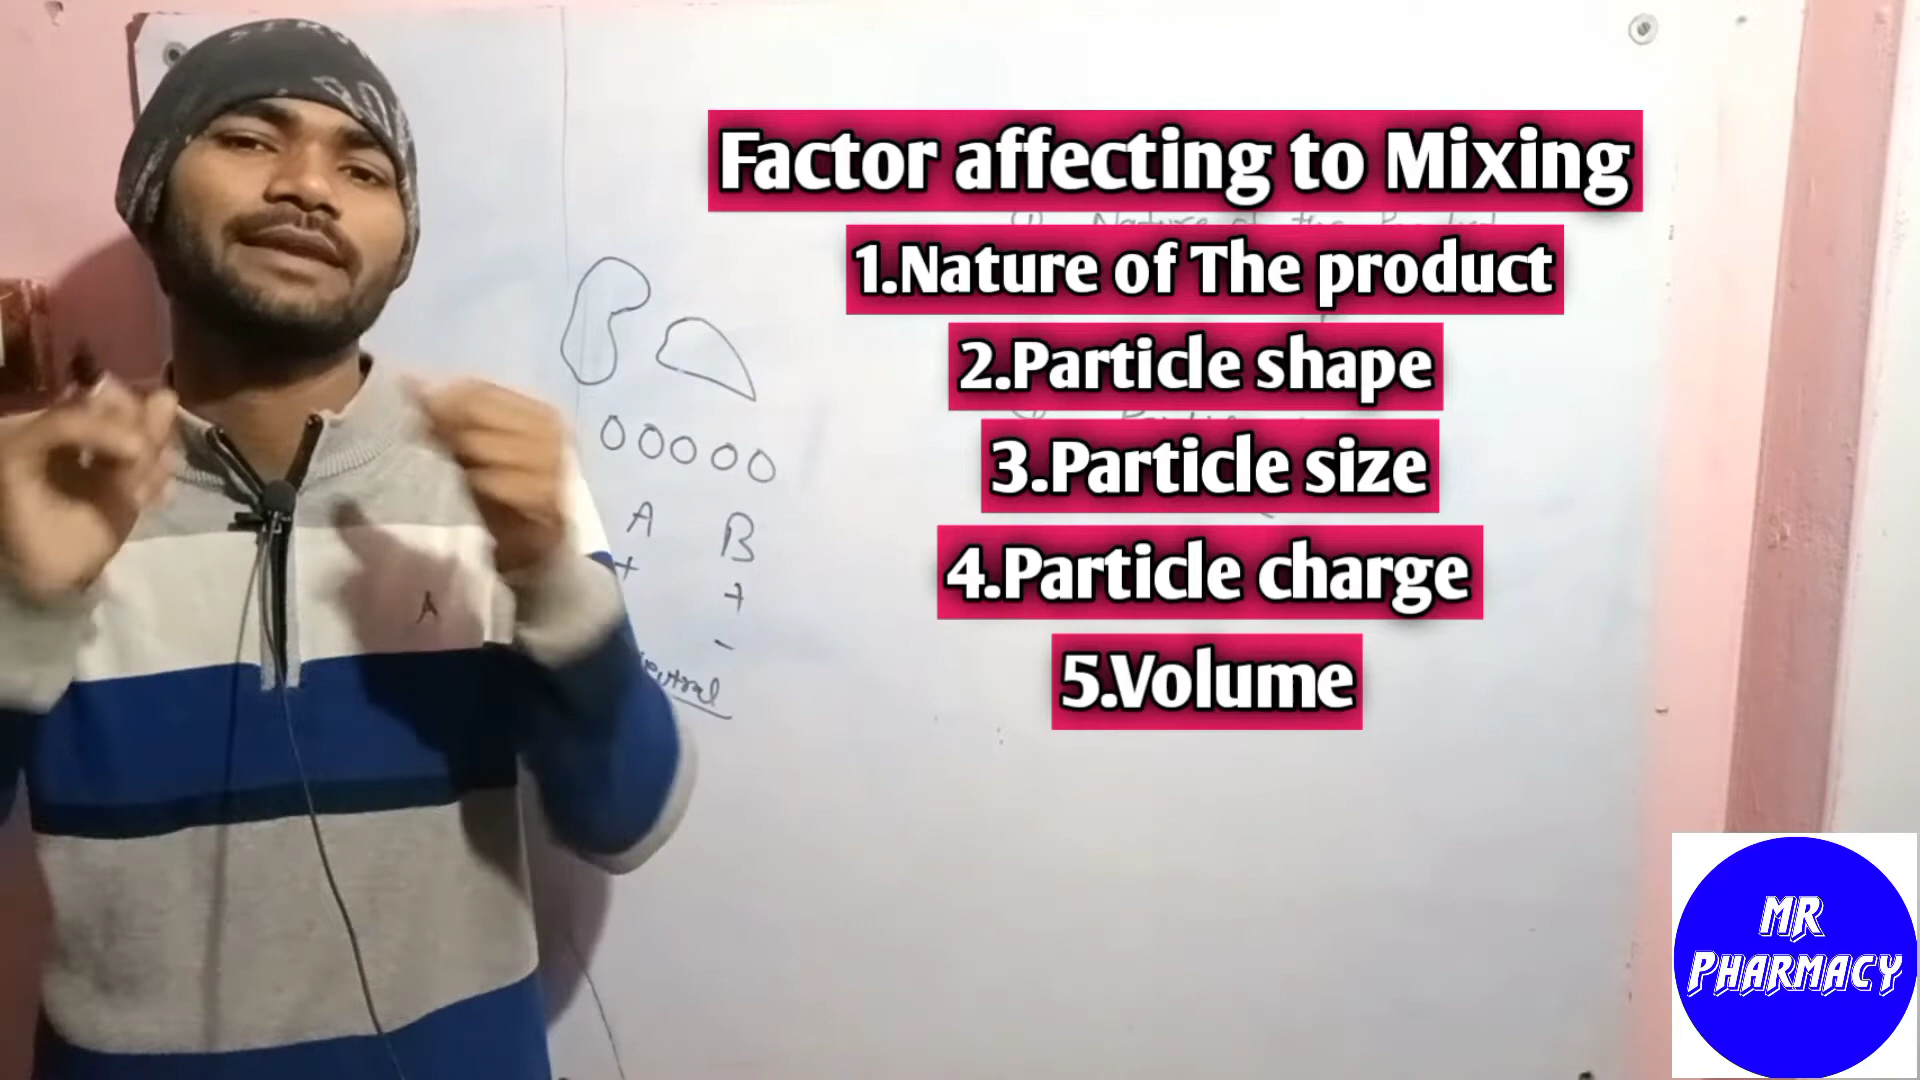 Factor affecting to Mixing
1.Nature of The product
2.Particle shape
3.Particle size
4.Particle charge
5.Volume
A B
+ +
-
A
MR
PHARMACY